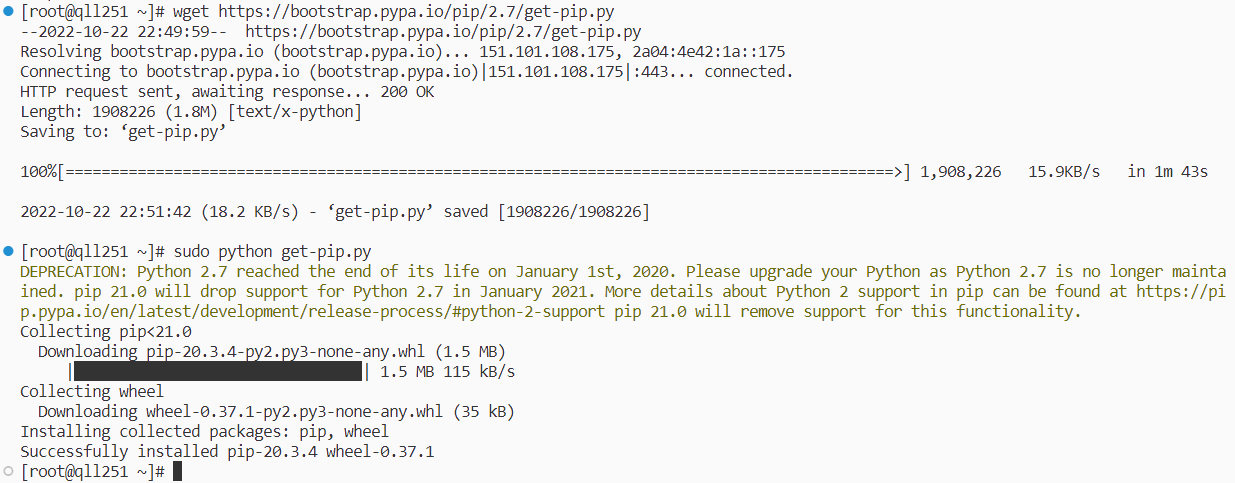 [root@qll251 ~]# wget https://bootstrap.pypa.io/pip/2.7/get-pip.py
--2022-10-22 22:49:59--  https://bootstrap.pypa.io/pip/2.7/get-pip.py
Resolving bootstrap.pypa.io (bootstrap.pypa.io)... 151.101.108.175, 2a04:4e42:1a::175
Connecting to bootstrap.pypa.io (bootstrap.pypa.io)|151.101.108.175|:443... connected.
HTTP request sent, awaiting response... 200 OK
Length: 1908226 (1.8M) [text/x-python]
Saving to: ‘get-pip.py’
100%[============================================================================================>] 1,908,226   15.9KB/s   in 1m 43s
2022-10-22 22:51:42 (18.2 KB/s) - ‘get-pip.py’ saved [1908226/1908226]
[root@qll251 ~]# sudo python get-pip.py
DEPRECATION: Python 2.7 reached the end of its life on January 1st, 2020. Please upgrade your Python as Python 2.7 is no longer mainta
ined. pip 21.0 will drop support for Python 2.7 in January 2021. More details about Python 2 support in pip can be found at https://pi
p.pypa.io/en/latest/development/release-process/#python-2-support pip 21.0 will remove support for this functionality.
Collecting pip<21.0
  Downloading pip-20.3.4-py2.py3-none-any.whl (1.5 MB)
     |████████████████████████████████| 1.5 MB 115 kB/s
Collecting wheel
  Downloading wheel-0.37.1-py2.py3-none-any.whl (35 kB)
Installing collected packages: pip, wheel
Successfully installed pip-20.3.4 wheel-0.37.1
[root@qll251 ~]#